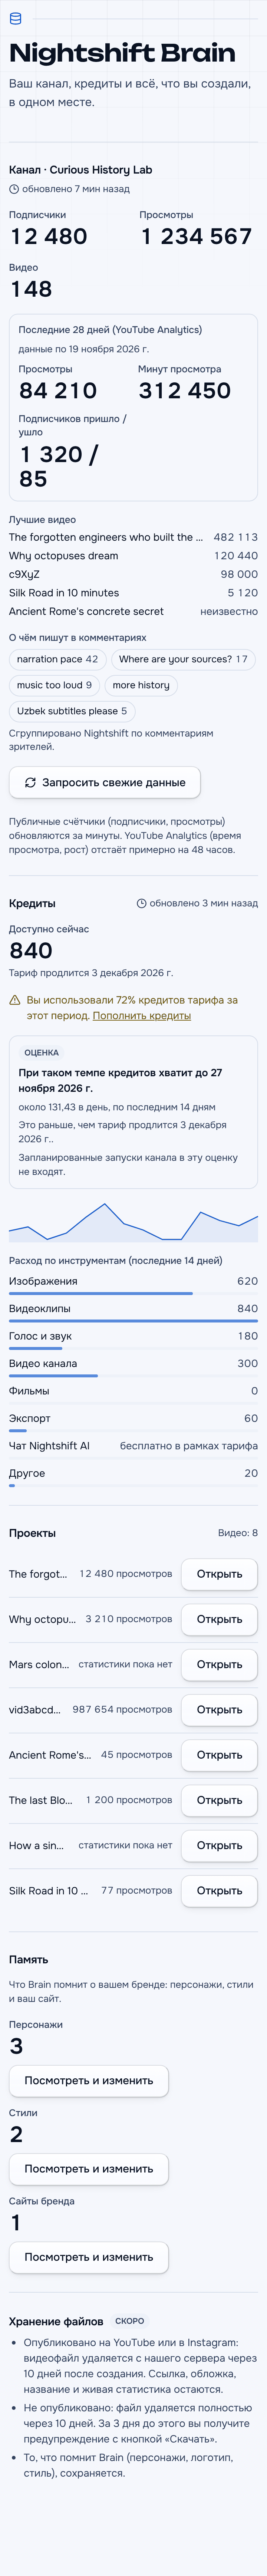 Nightshift Brain
Ваш канал, кредиты и всё, что вы создали,
в одном месте.
Канал · Curious History Lab
обновлено 7 мин назад
Подписчики
Просмотры
12 480
1 234 567
Видео
148
Последние 28 дней (YouTube Analytics)
данные по 19 ноября 2026 г.
Просмотры
Минут просмотра
84 210
312 450
Подписчиков пришло /
ушло
1 320 /
85
Лучшие видео
The forgotten engineers who built the ... 482 113
Why octopuses dream 120 440
c9XyZ 98 000
Silk Road in 10 minutes 5 120
Ancient Rome's concrete secret неизвестно
О чём пишут в комментариях
narration pace 42 Where are your sources? 17
music too loud 9 more history
Uzbek subtitles please 5
Сгруппировано Nightshift по комментариям
зрителей.
Запросить свежие данные
Публичные счётчики (подписчики, просмотры)
обновляются за минуты. YouTube Analytics (время
просмотра, рост) отстаёт примерно на 48 часов.
Кредиты
обновлено 3 мин назад
Доступно сейчас
840
Тариф продлится 3 декабря 2026 г.
Вы использовали 72% кредитов тарифа за
этот период. Пополнить кредиты
ОЦЕНКА
При таком темпе кредитов хватит до 27
ноября 2026 г.
около 131,43 в день, по последним 14 дням
Это раньше, чем тариф продлится 3 декабря
2026 г..
Запланированные запуски канала в эту оценку
не входят.
Расход по инструментам (последние 14 дней)
Изображения 620
Видеоклипы 840
Голос и звук 180
Видео канала 300
Фильмы 0
Экспорт 60
Чат Nightshift AI бесплатно в рамках тарифа
Другое 20
Проекты
Видео: 8
The forgot... 12 480 просмотров Открыть
Why octopu... 3 210 просмотров Открыть
Mars colon... статистики пока нет Открыть
vid3abcd... 987 654 просмотров Открыть
Ancient Rome's... 45 просмотров Открыть
The last Blo... 1 200 просмотров Открыть
How a sin... статистики пока нет Открыть
Silk Road in 10 ... 77 просмотров Открыть
Память
Что Brain помнит о вашем бренде: персонажи, стили
и ваш сайт.
Персонажи
3
Посмотреть и изменить
Стили
2
Посмотреть и изменить
Сайты бренда
1
Посмотреть и изменить
Хранение файлов СКОРО
• Опубликовано на YouTube или в Instagram:
видеофайл удаляется с нашего сервера через
10 дней после создания. Ссылка, обложка,
название и живая статистика остаются.
• Не опубликовано: файл удаляется полностью
через 10 дней. За 3 дня до этого вы получите
предупреждение с кнопкой «Скачать».
• То, что помнит Brain (персонажи, логотип,
стиль), сохраняется.